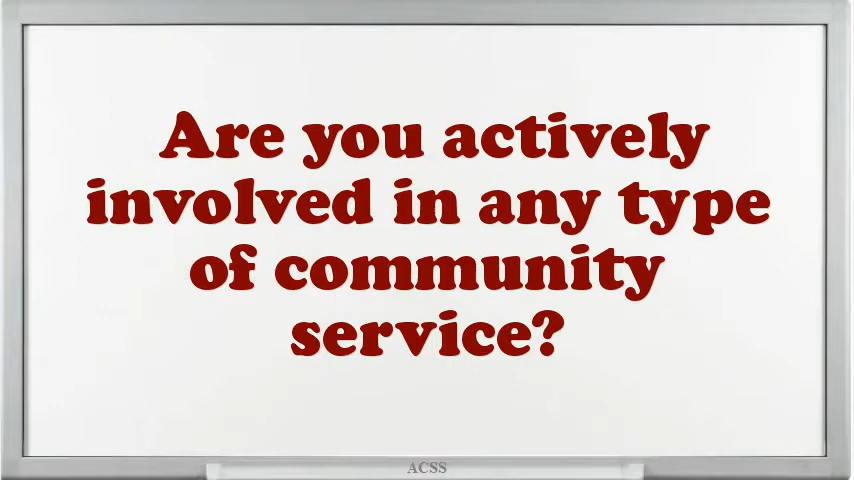 Are you actively
involved in any type
of community
service?
ACSS